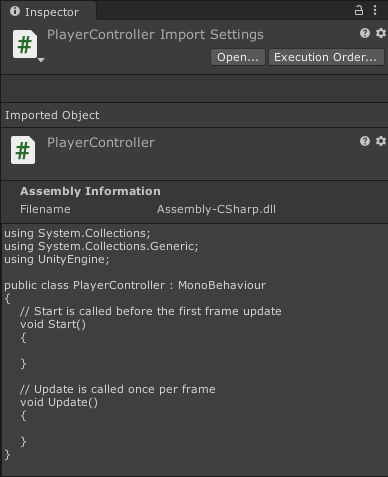 Inspector
PlayerController Import Settings
Open... Execution Order...
Imported Object
PlayerController
Assembly Information
Filename Assembly-CSharp.dll
using System.Collections;
using System.Collections.Generic;
using UnityEngine;
public class PlayerController : MonoBehaviour
{
// Start is called before the first frame update
void Start()
{
}
// Update is called once per frame
void Update()
{
}
}